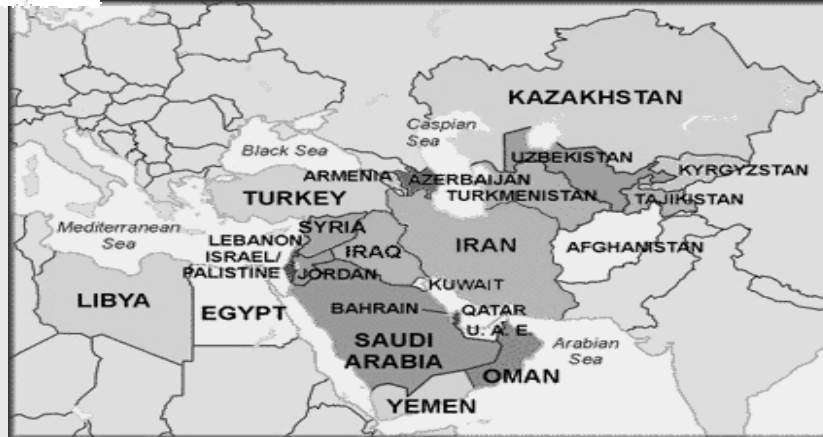 KAZAKHSTAN
Caspian
Sea
Black Sea
UZBEKISTAN
ARMENIA
AZERBAIJAN
KYRGYZSTAN
TURKEY
TURKMENISTAN
TAJIKISTAN
Mediterranean
Sea
SYRIA
LEBANON
ISRAEL/
PALISTINE
IRAQ
IRAN
AFGHANISTAN
JORDAN
KUWAIT
LIBYA
EGYPT
BAHRAIN
QATAR
U. A. E.
SAUDI
ARABIA
Arabian
Sea
OMAN
YEMEN